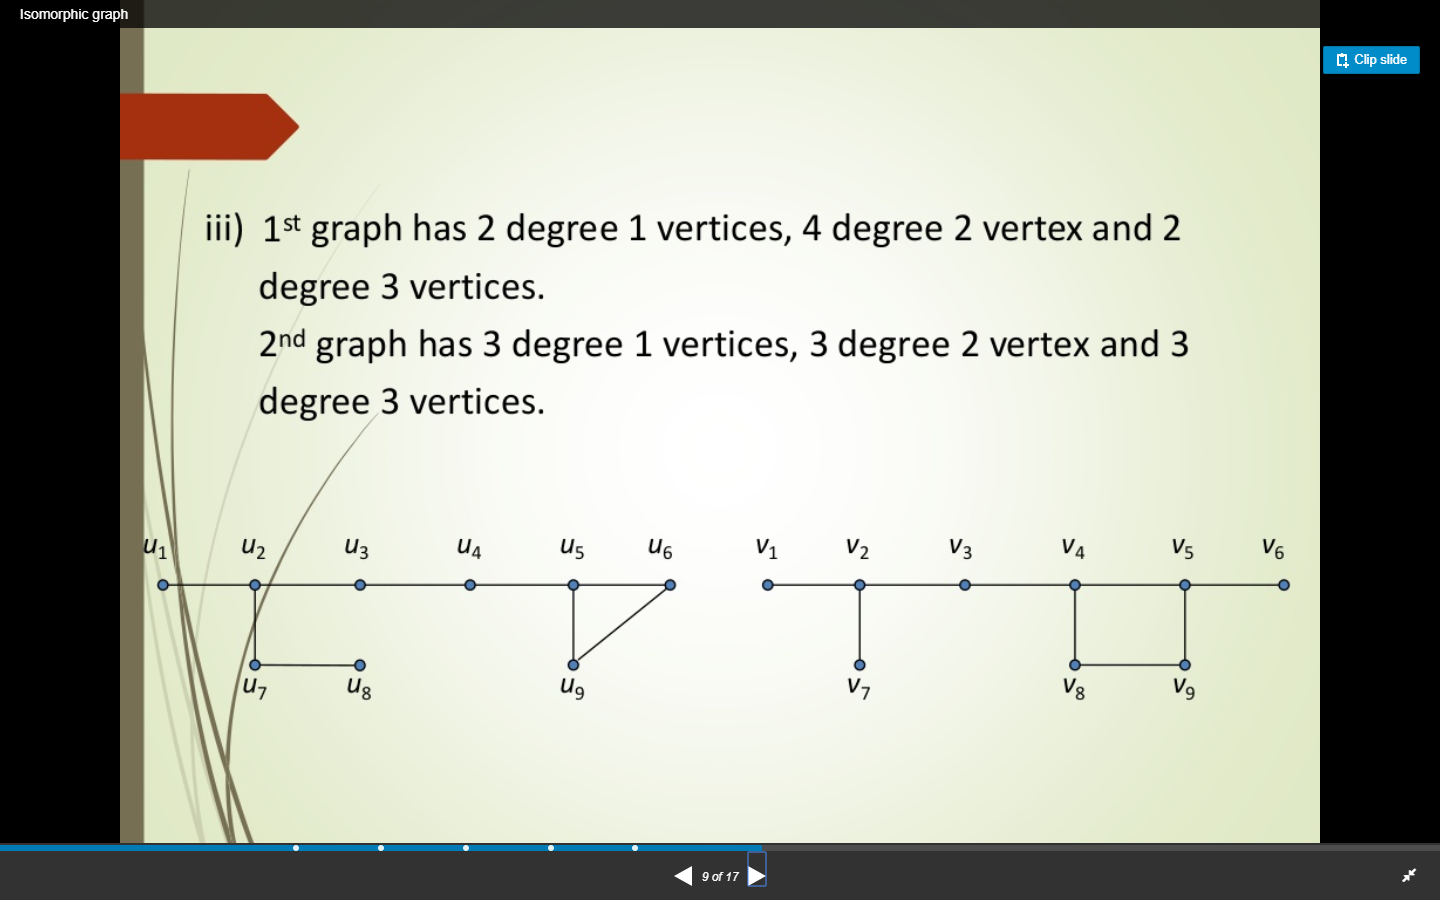 Isomorphic graph
Clip slide
iii) 1st graph has 2 degree 1 vertices, 4 degree 2 vertex and 2
degree 3 vertices.
2nd graph has 3 degree 1 vertices, 3 degree 2 vertex and 3
degree 3 vertices.
u1 u2 u3 u4 u5 u6 v1 v2 v3 v4 v5 v6
u7 u8 u9 v7 v8 v9
9 of 17